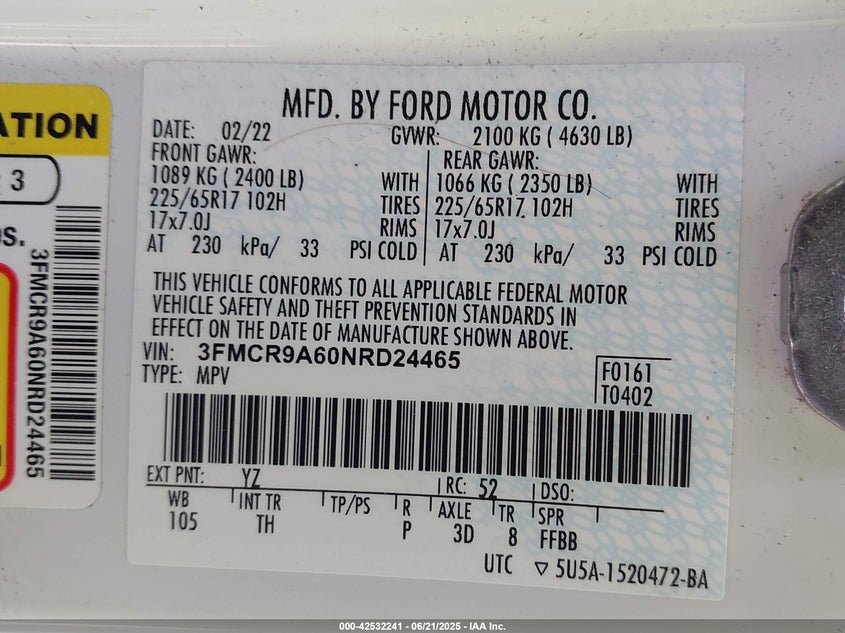 ATION
: 3
3FMCR9A60NRD24465
MFD. BY FORD MOTOR CO.
DATE: 02/22 GVWR: 2100 KG ( 4630 LB)
FRONT GAWR: REAR GAWR:
1089 KG ( 2400 LB) WITH 1066 KG ( 2350 LB) WITH
225/65R17 102H TIRES 225/65R17 102H TIRES
17x7.0J RIMS 17x7.0J RIMS
AT 230 kPa/ 33 PSI COLD AT 230 kPa/ 33 PSI COLD
THIS VEHICLE CONFORMS TO ALL APPLICABLE FEDERAL MOTOR
VEHICLE SAFETY AND THEFT PREVENTION STANDARDS IN
EFFECT ON THE DATE OF MANUFACTURE SHOWN ABOVE.
VIN: 3FMCR9A60NRD24465
TYPE: MPV
F0161
T0402
EXT PNT: YZ RC: 52 DSO:
WB INT TR TP/PS R AXLE TR SPR
105 TH P 3D 8 FFBB
UTC ▽ 5U5A-1520472-BA
000-42532241 - 06/21/2025 - IAA Inc.